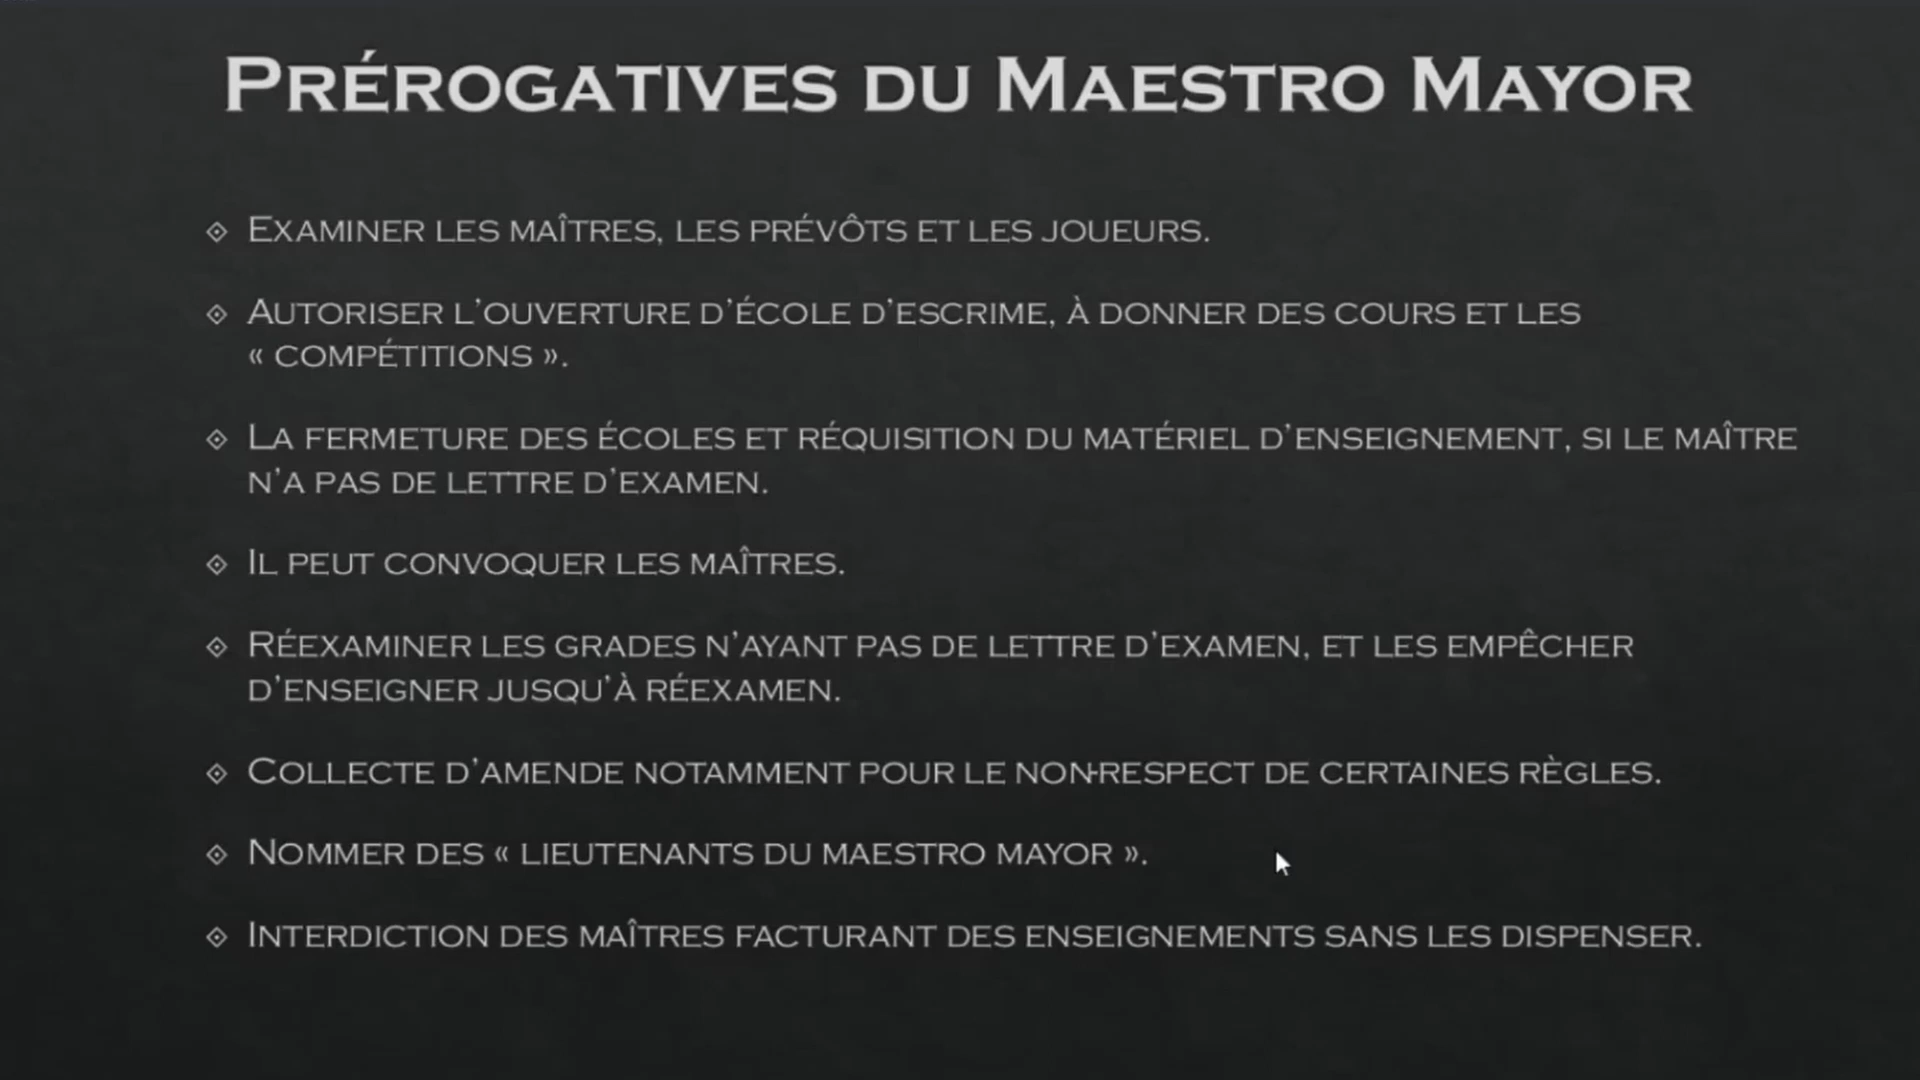 Prérogatives du Maestro Mayor
Examiner les maîtres, les prévôts et les joueurs.
Autoriser l'ouverture d'école d'escrime, à donner des cours et les
« compétitions ».
La fermeture des écoles et réquisition du matériel d'enseignement, si le maître
n'a pas de lettre d'examen.
Il peut convoquer les maîtres.
Réexaminer les grades n'ayant pas de lettre d'examen, et les empêcher
d'enseigner jusqu'à réexamen.
Collecte d'amende notamment pour le non-respect de certaines règles.
Nommer des « lieutenants du maestro mayor ».
Interdiction des maîtres facturant des enseignements sans les dispenser.